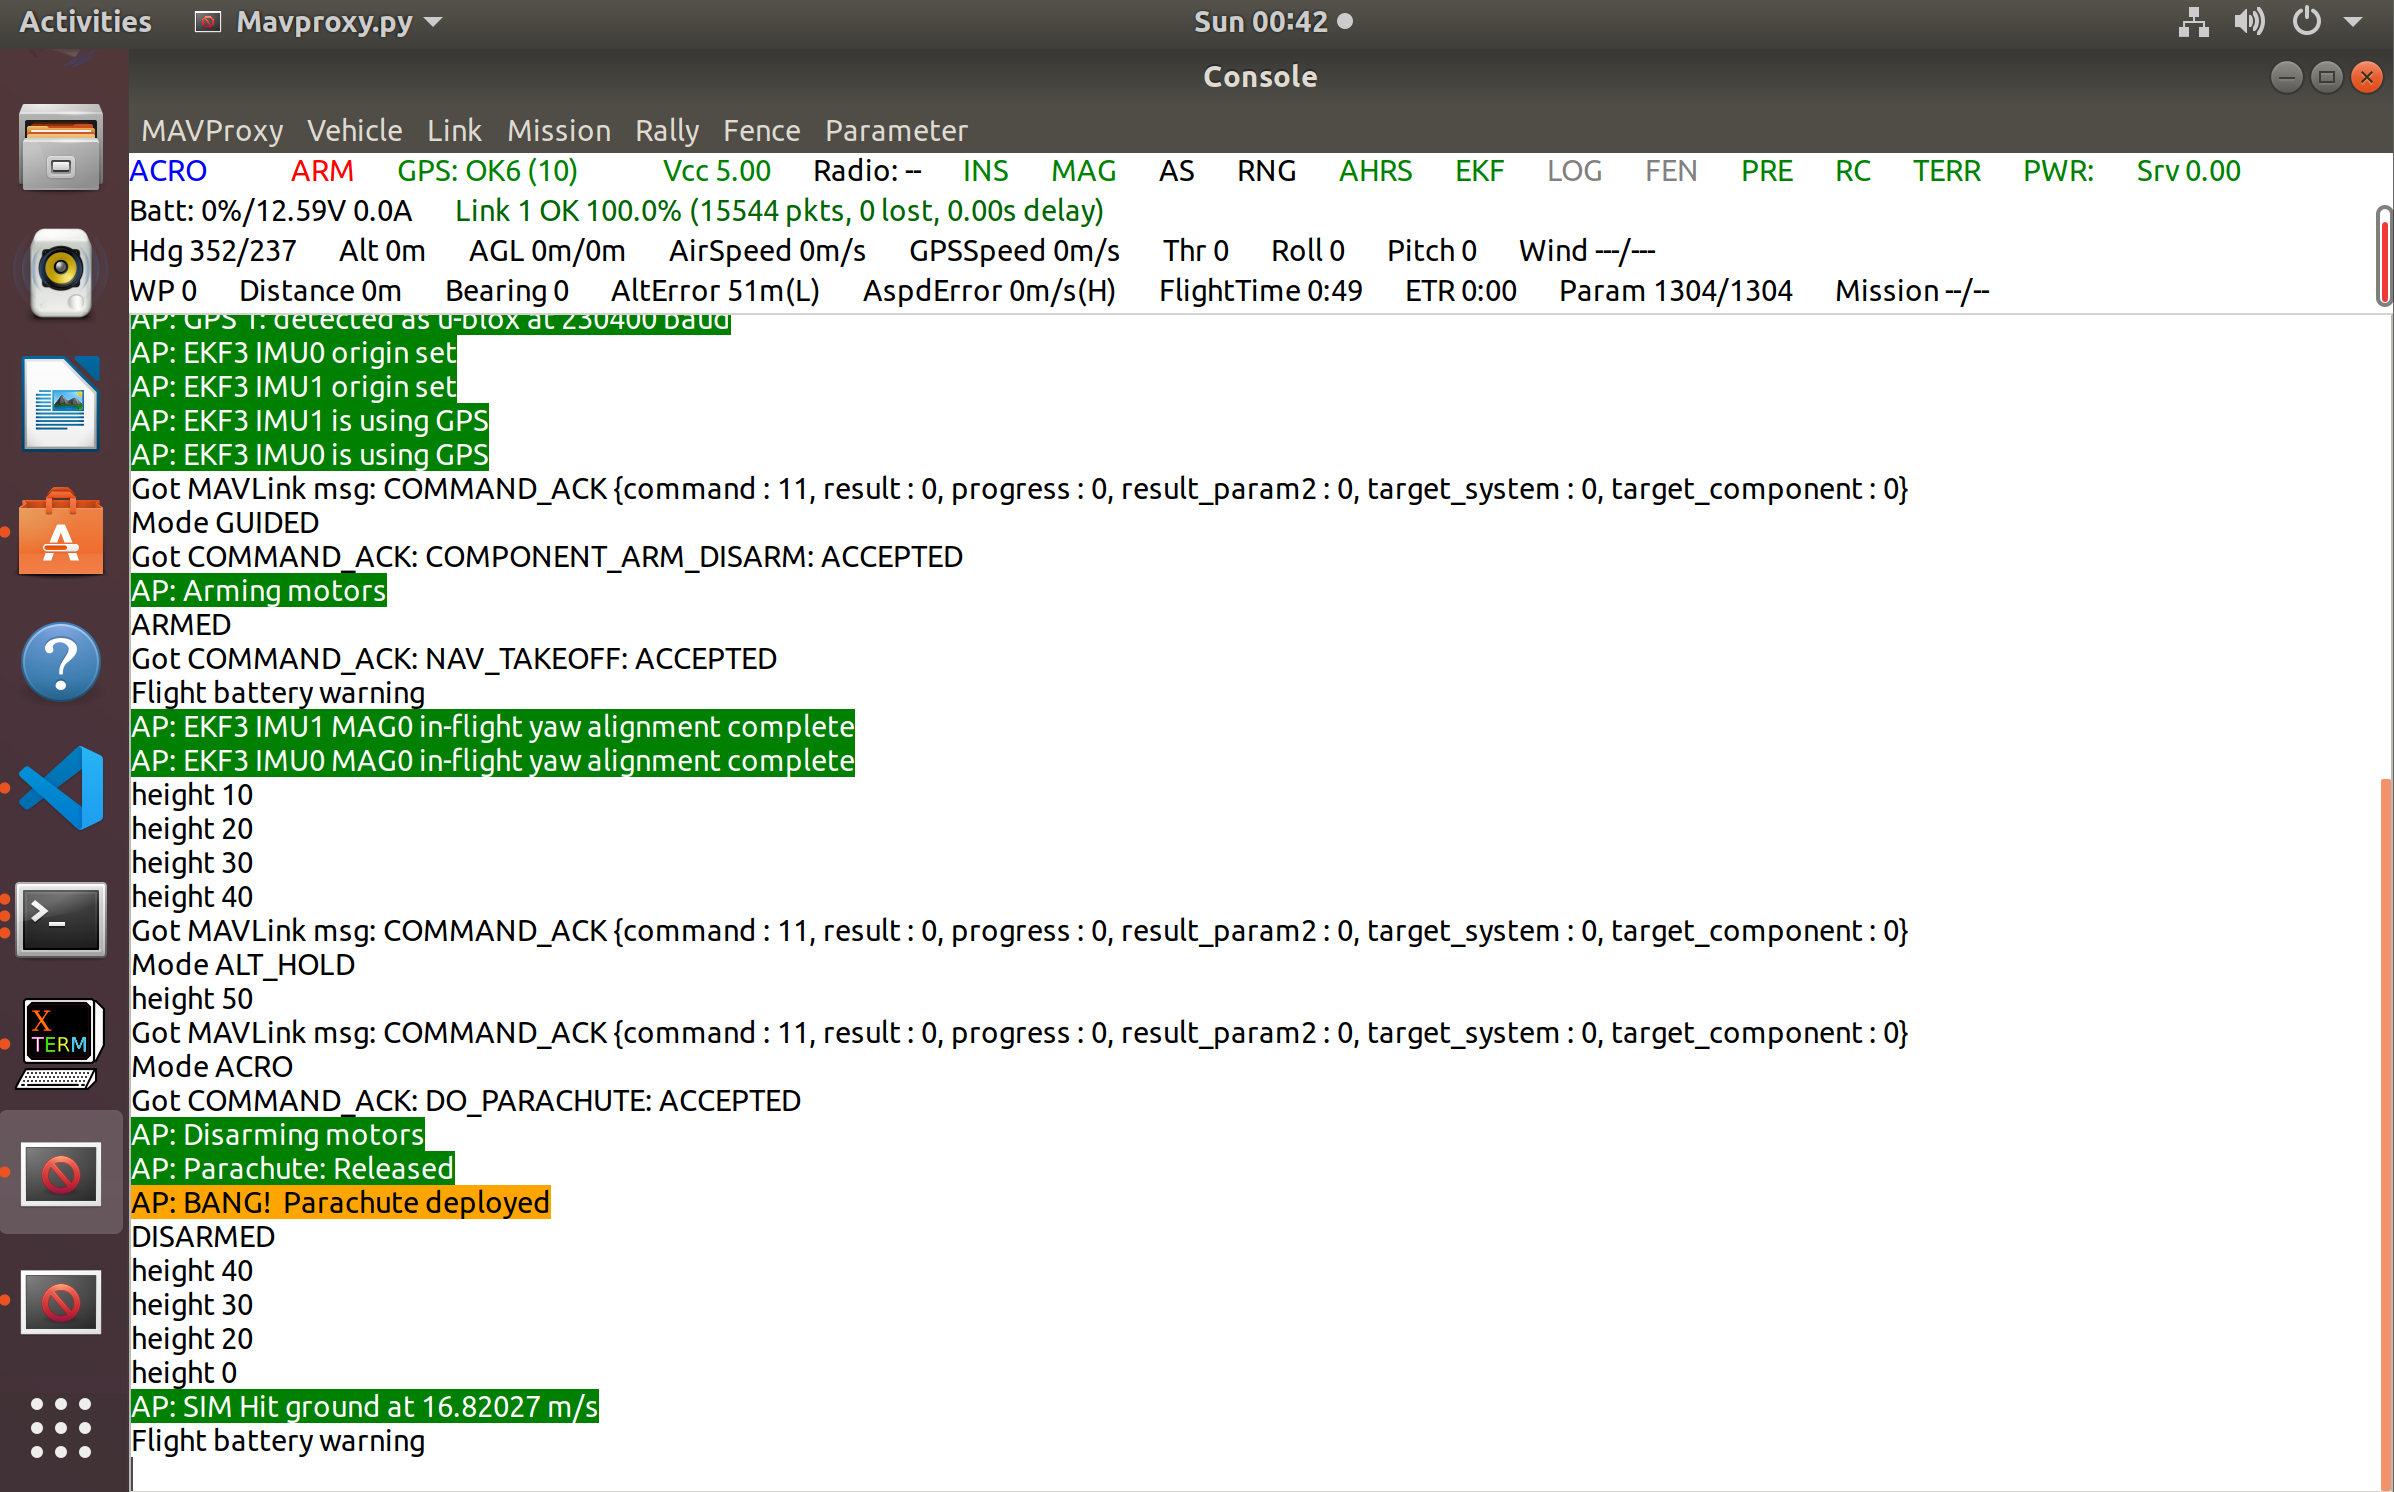 Activities Mavproxy.py Sun 00:42
Console
MAVProxy Vehicle Link Mission Rally Fence Parameter
ACRO ARM GPS: OK6 (10) Vcc 5.00 Radio: -- INS MAG AS RNG AHRS EKF LOG FEN PRE RC TERR PWR: Srv 0.00
Batt: 0%/12.59V 0.0A Link 1 OK 100.0% (15544 pkts, 0 lost, 0.00s delay)
Hdg 352/237 Alt 0m AGL 0m/0m AirSpeed 0m/s GPSSpeed 0m/s Thr 0 Roll 0 Pitch 0 Wind ---/---
WP 0 Distance 0m Bearing 0 AltError 51m(L) AspdError 0m/s(H) FlightTime 0:49 ETR 0:00 Param 1304/1304 Mission --/--
AP: GPS 1: detected as u-blox at 230400 baud
AP: EKF3 IMU0 origin set
AP: EKF3 IMU1 origin set
AP: EKF3 IMU1 is using GPS
AP: EKF3 IMU0 is using GPS
Got MAVLink msg: COMMAND_ACK {command : 11, result : 0, progress : 0, result_param2 : 0, target_system : 0, target_component : 0}
Mode GUIDED
Got COMMAND_ACK: COMPONENT_ARM_DISARM: ACCEPTED
AP: Arming motors
ARMED
Got COMMAND_ACK: NAV_TAKEOFF: ACCEPTED
Flight battery warning
AP: EKF3 IMU1 MAG0 in-flight yaw alignment complete
AP: EKF3 IMU0 MAG0 in-flight yaw alignment complete
height 10
height 20
height 30
height 40
Got MAVLink msg: COMMAND_ACK {command : 11, result : 0, progress : 0, result_param2 : 0, target_system : 0, target_component : 0}
Mode ALT_HOLD
height 50
Got MAVLink msg: COMMAND_ACK {command : 11, result : 0, progress : 0, result_param2 : 0, target_system : 0, target_component : 0}
Mode ACRO
Got COMMAND_ACK: DO_PARACHUTE: ACCEPTED
AP: Disarming motors
AP: Parachute: Released
AP: BANG!  Parachute deployed
DISARMED
height 40
height 30
height 20
height 0
AP: SIM Hit ground at 16.82027 m/s
Flight battery warning
X
TERM